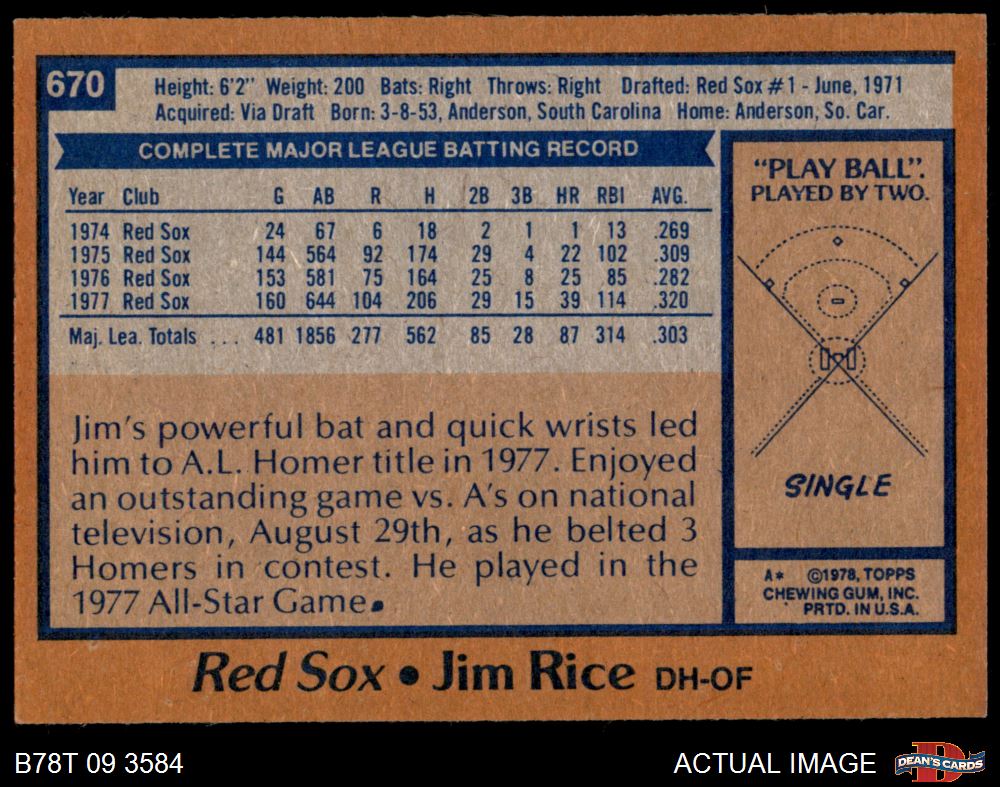 670
Height: 6'2" Weight: 200 Bats: Right Throws: Right Drafted: Red Sox #1 - June, 1971
Acquired: Via Draft Born: 3-8-53, Anderson, South Carolina Home: Anderson, So. Car.
COMPLETE MAJOR LEAGUE BATTING RECORD
Year Club G AB R H 2B 3B HR RBI AVG.
1974 Red Sox 24 67 6 18 2 1 1 13 .269
1975 Red Sox 144 564 92 174 29 4 22 102 .309
1976 Red Sox 153 581 75 164 25 8 25 85 .282
1977 Red Sox 160 644 104 206 29 15 39 114 .320
Maj. Lea. Totals ... 481 1856 277 562 85 28 87 314 .303
Jim's powerful bat and quick wrists led
him to A.L. Homer title in 1977. Enjoyed
an outstanding game vs. A's on national
television, August 29th, as he belted 3
Homers in contest. He played in the
1977 All-Star Game.
"PLAY BALL".
PLAYED BY TWO.
SINGLE
A* ©1978, TOPPS
CHEWING GUM, INC.
PRTD. IN U.S.A.
Red Sox • Jim Rice DH-OF
B78T 09 3584
ACTUAL IMAGE
DEAN'S CARDS